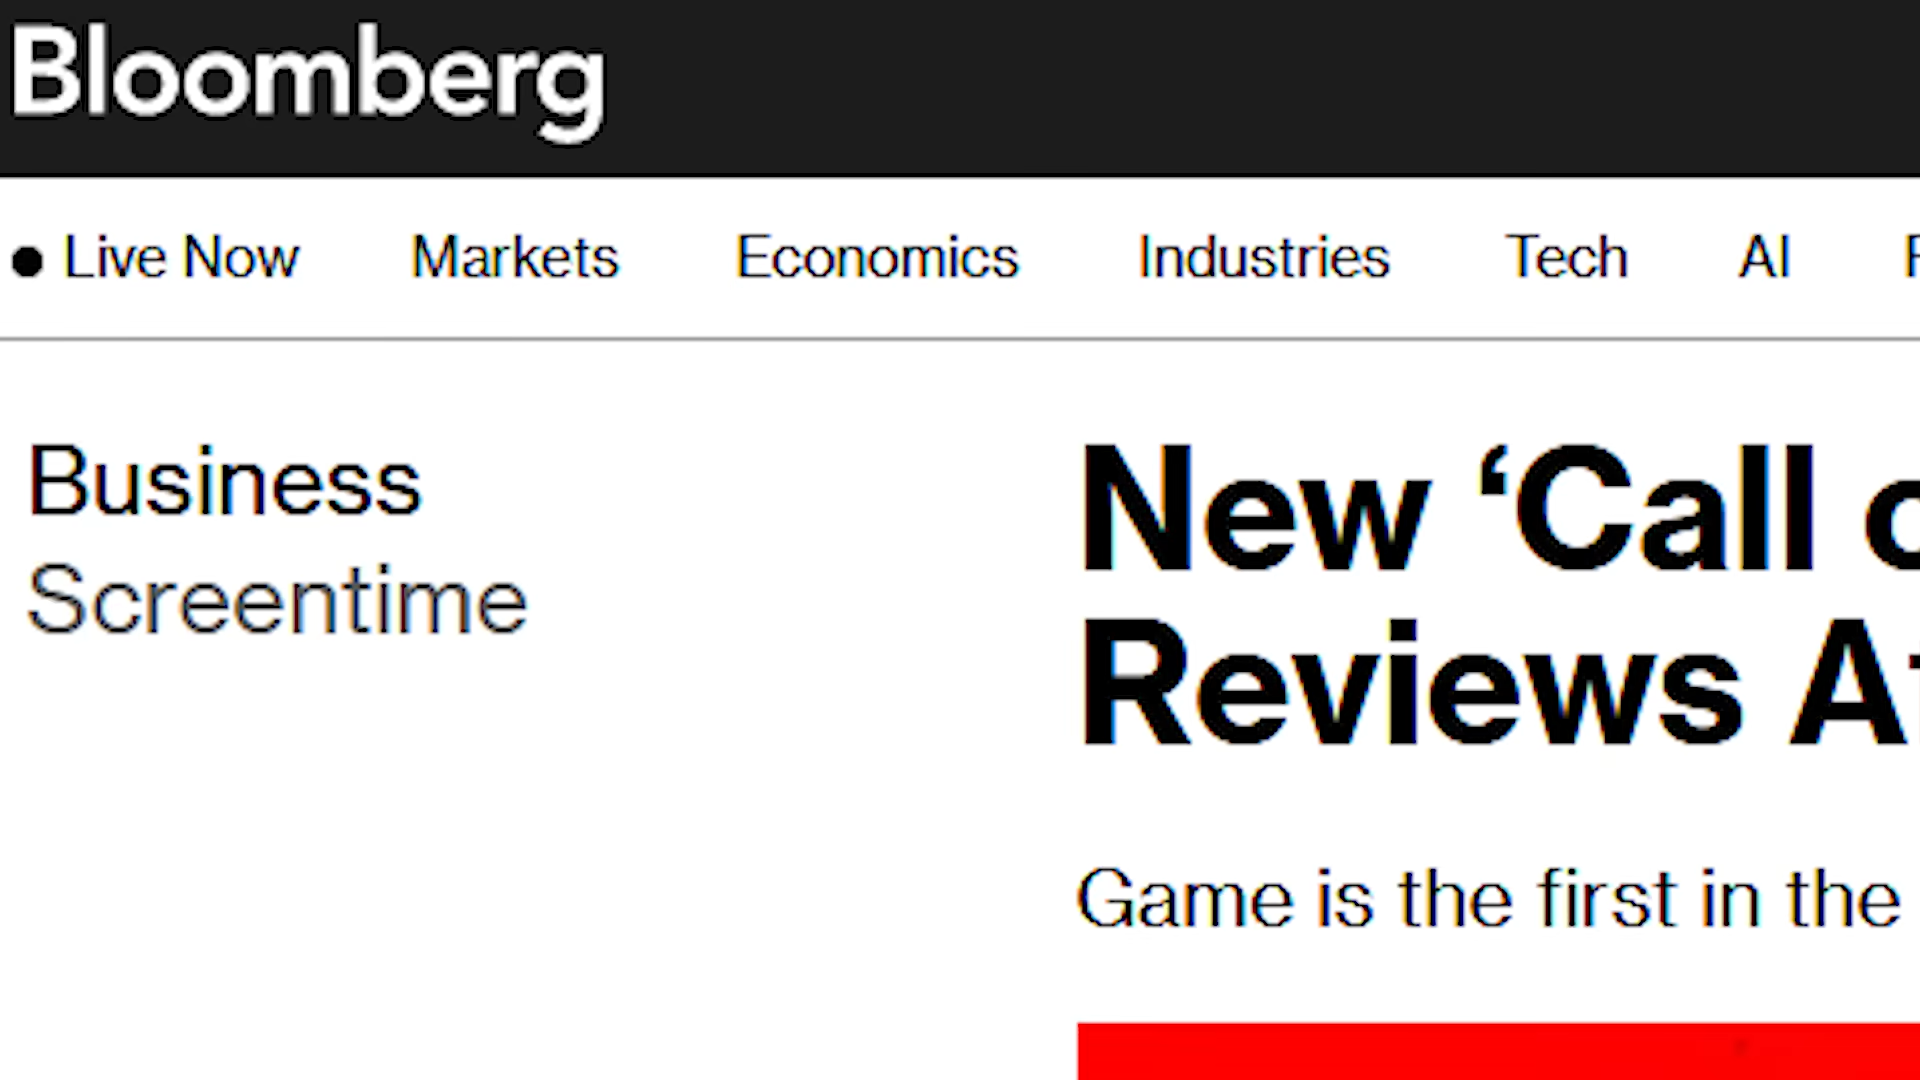 Bloomberg
Live Now Markets Economics Industries Tech AI
Business
Screentime
New ‘Call
Reviews
Game is the first in the